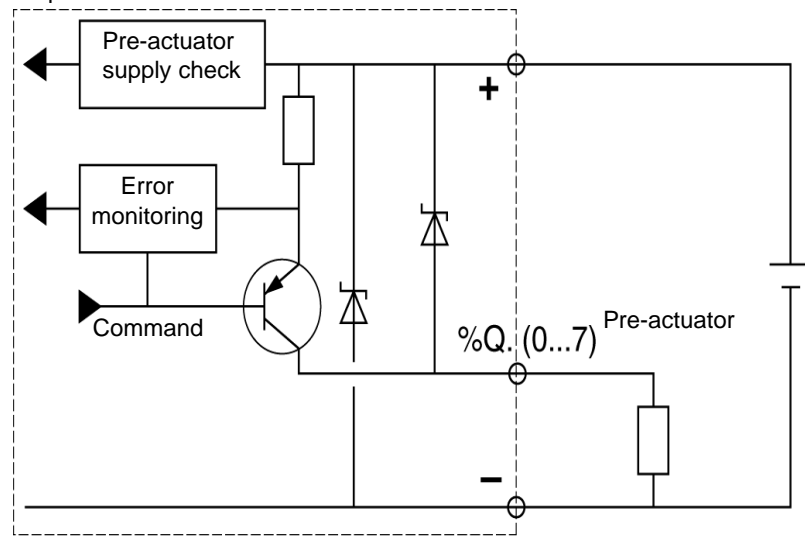 Pre-actuator
supply check
+
Error
monitoring
Command
%Q. (0...7)
Pre-actuator
−